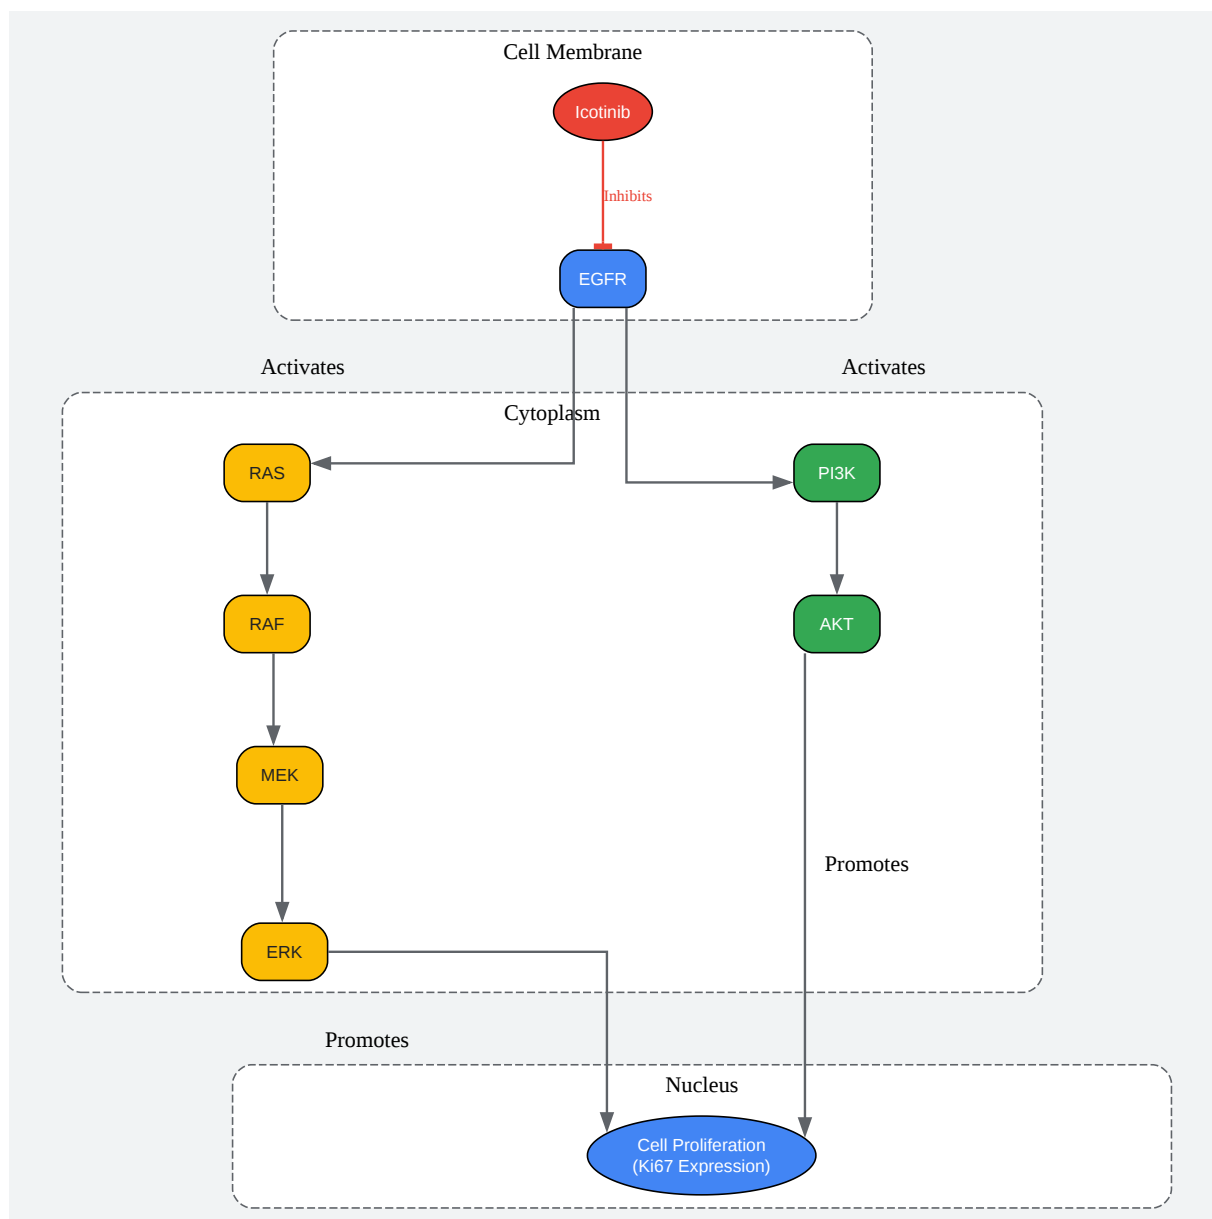 Cell Membrane
Icotinib
Inhibits
EGFR
Activates
Activates
Cytoplasm
RAS
PI3K
RAF
AKT
MEK
Promotes
ERK
Promotes
Nucleus
Cell Proliferation
(Ki67 Expression)